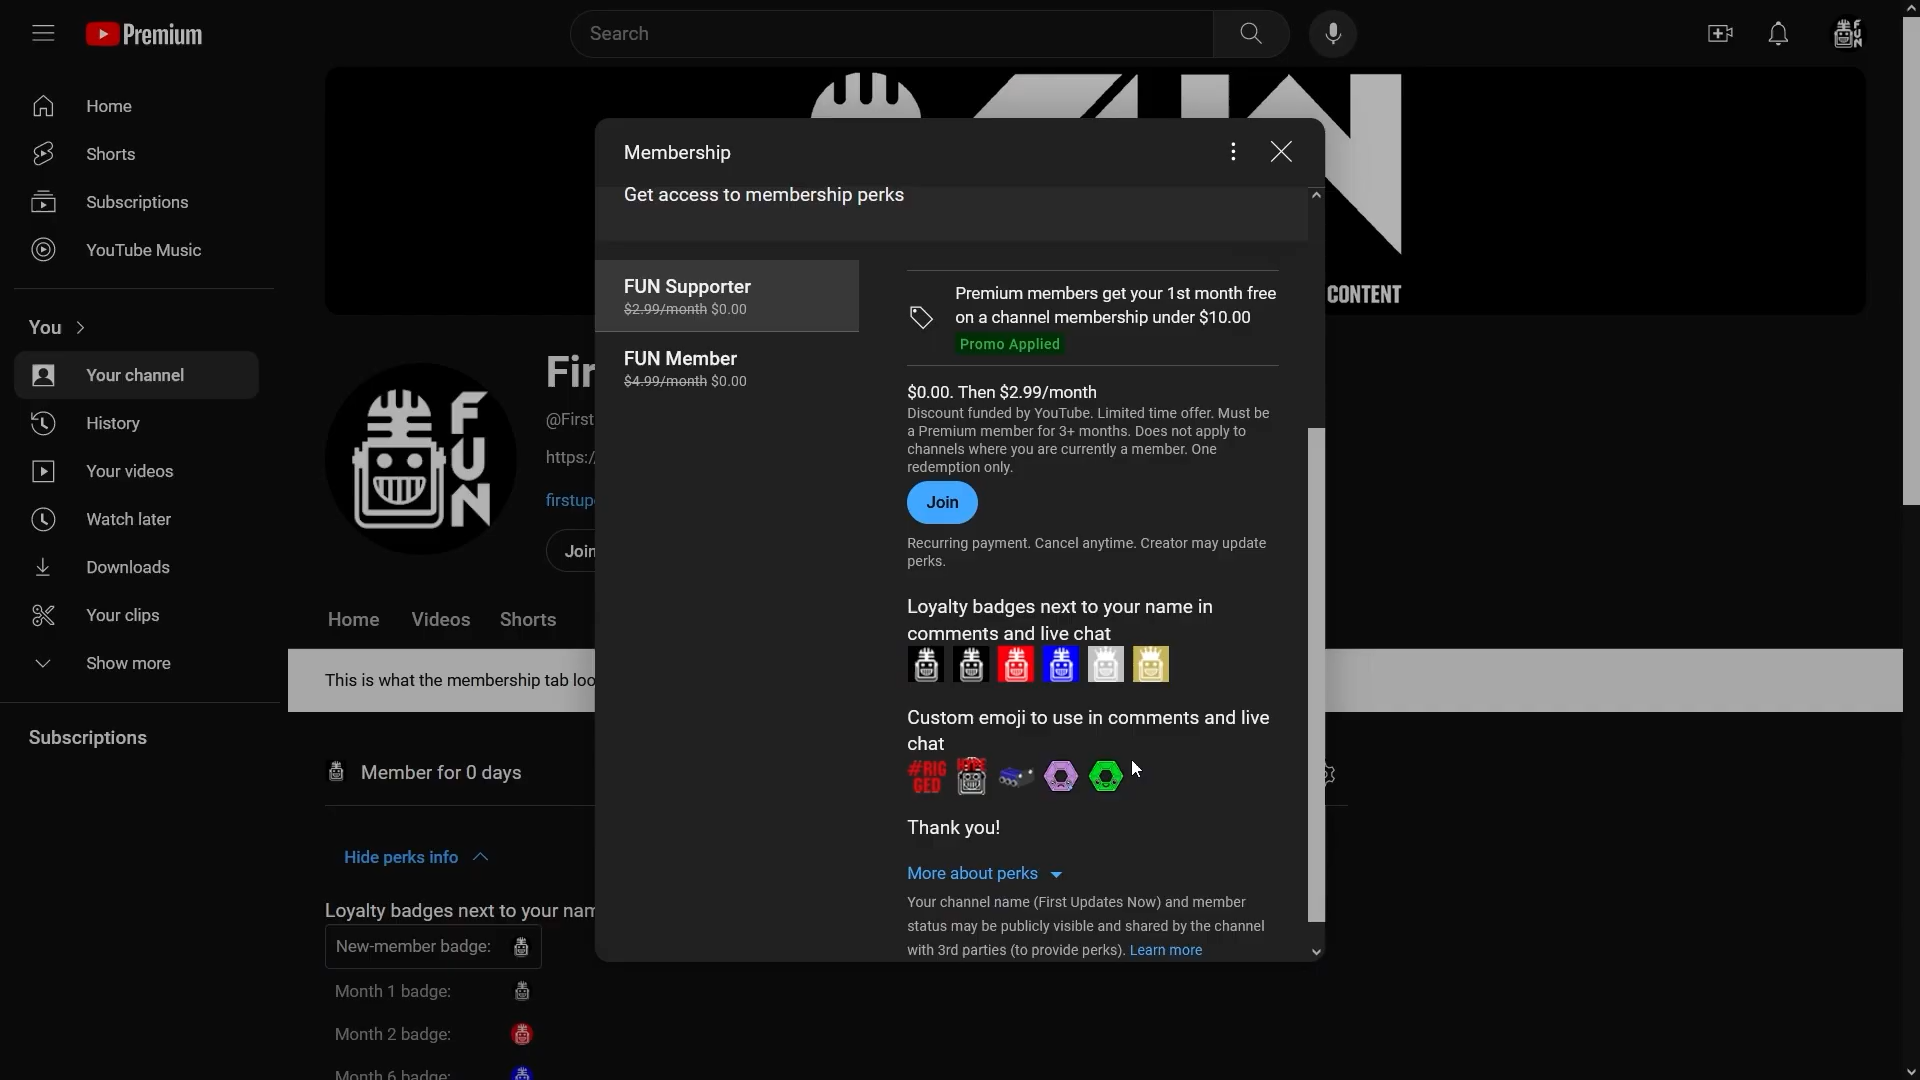 Premium
Search
FUN
Home
Shorts
Subscriptions
YouTube Music
You
Your channel
History
Your videos
Watch later
Downloads
Your clips
Show more
Subscriptions
CONTENT
FUN
Fir
@First
https:/
firstup
Join
Home Videos Shorts
This is what the membership tab loo
Member for 0 days
Hide perks info
Loyalty badges next to your nam
New-member badge:
Month 1 badge:
Month 2 badge:
Month 6 badge:
Membership
Get access to membership perks
FUN Supporter
$2.99/month $0.00
FUN Member
$4.99/month $0.00
Premium members get your 1st month free
on a channel membership under $10.00
Promo Applied
$0.00. Then $2.99/month
Discount funded by YouTube. Limited time offer. Must be
a Premium member for 3+ months. Does not apply to
channels where you are currently a member. One
redemption only.
Join
Recurring payment. Cancel anytime. Creator may update
perks.
Loyalty badges next to your name in
comments and live chat
Custom emoji to use in comments and live
chat
#RIG
GED
HYPE
Thank you!
More about perks
Your channel name (First Updates Now) and member
status may be publicly visible and shared by the channel
with 3rd parties (to provide perks). Learn more